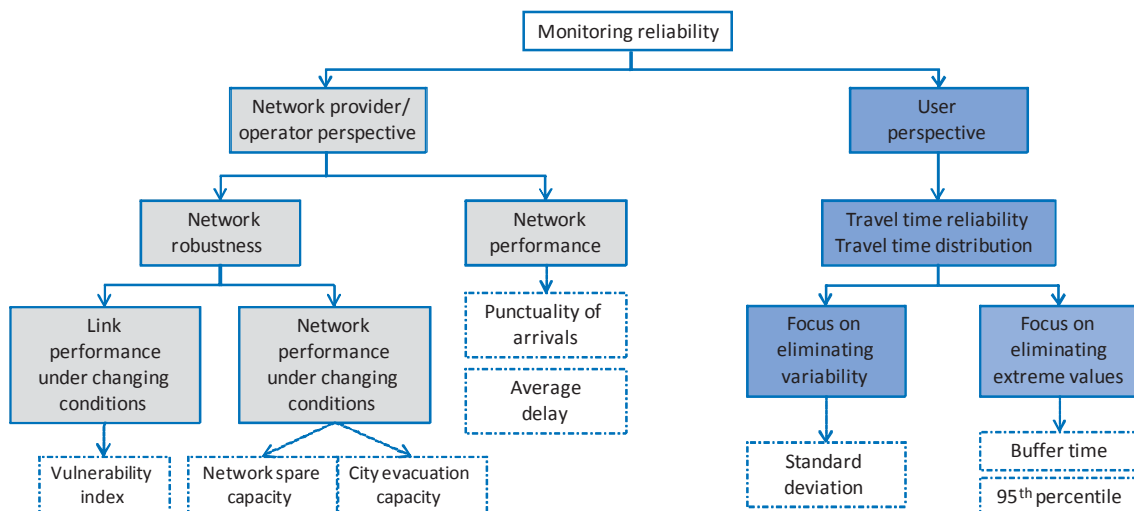 Monitoring reliability
Network provider/
operator perspective
User
perspective
Network
robustness
Network
performance
Travel time reliability
Travel time distribution
Link
performance
under changing
conditions
Network
performance
under changing
conditions
Punctuality of
arrivals
Average
delay
Focus on
eliminating
variability
Focus on
eliminating
extreme values
Vulnerability
index
Network spare
capacity
City evacuation
capacity
Standard
deviation
Buffer time
95th percentile